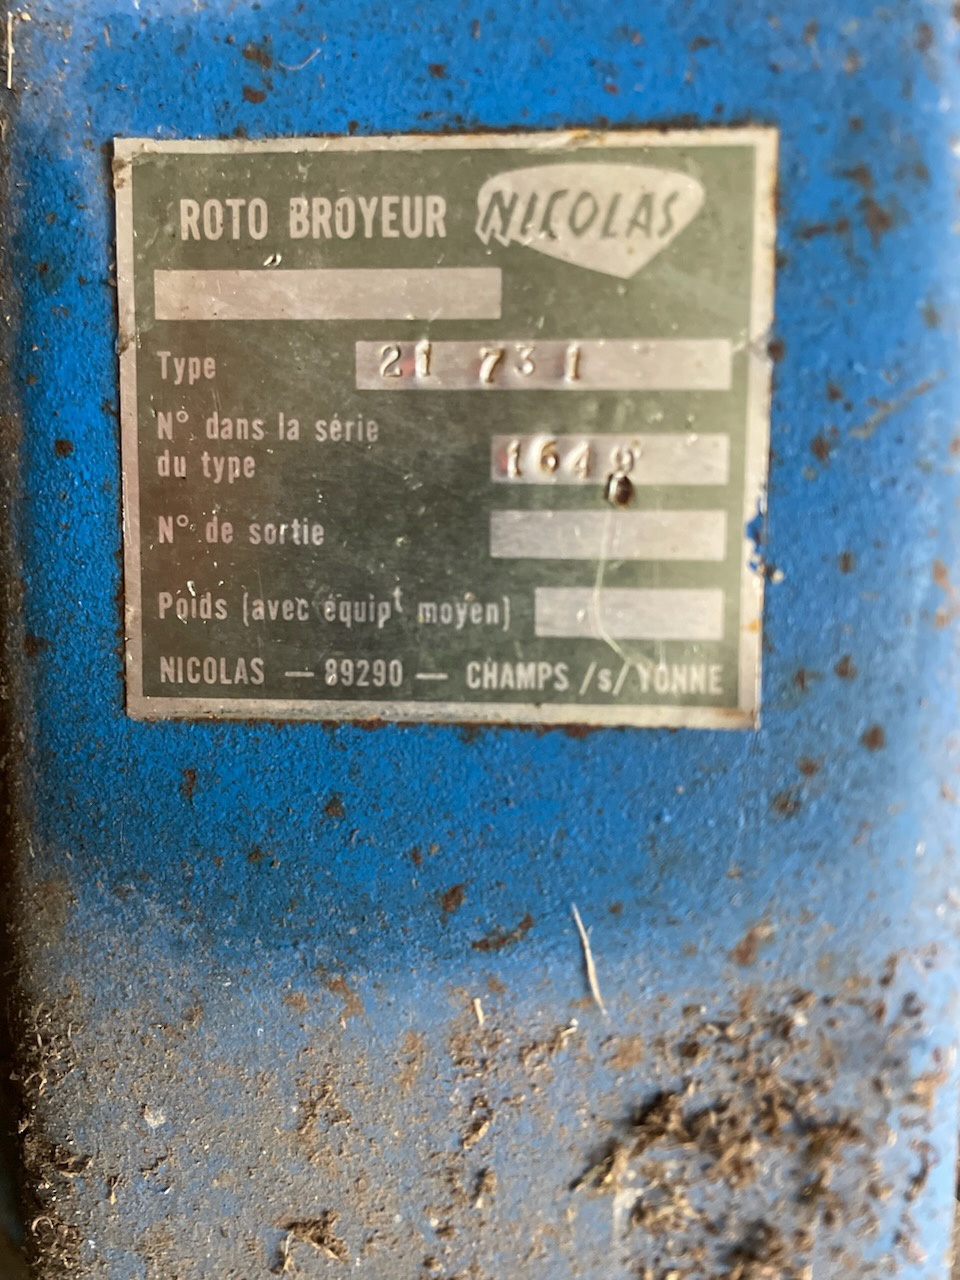 ROTO BROYEUR NICOLAS
Type 21 731
N° dans la série
du type 1649
N° de sortie
Poids (avec équipt moyen)
NICOLAS — 89290 — CHAMPS /s/ YONNE